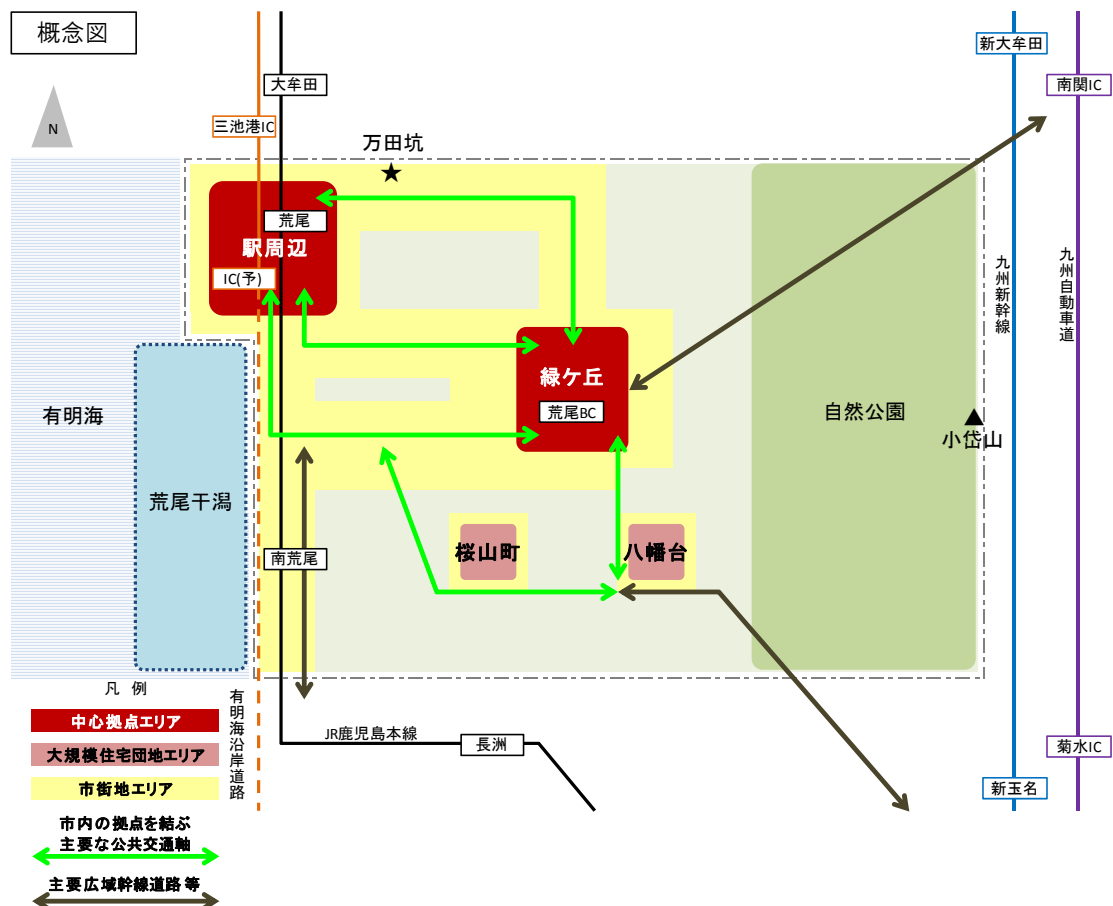 概念図
新大牟田
大牟田
南関IC
三池港IC
N
万田坑
荒尾
駅周辺
IC(予)
九州新幹線
九州自動車道
緑ケ丘
荒尾BC
有明海
自然公園
小岱山
荒尾干潟
南荒尾
桜山町
八幡台
凡 例
有明海沿岸道路
中心拠点エリア
大規模住宅団地エリア
市街地エリア
JR鹿児島本線
長洲
菊水IC
新玉名
市内の拠点を結ぶ
主要な公共交通軸
主要広域幹線道路等